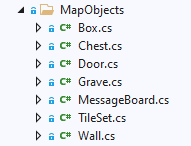 MapObjects
C# Box.cs
C# Chest.cs
C# Door.cs
C# Grave.cs
C# MessageBoard.cs
C# TileSet.cs
C# Wall.cs